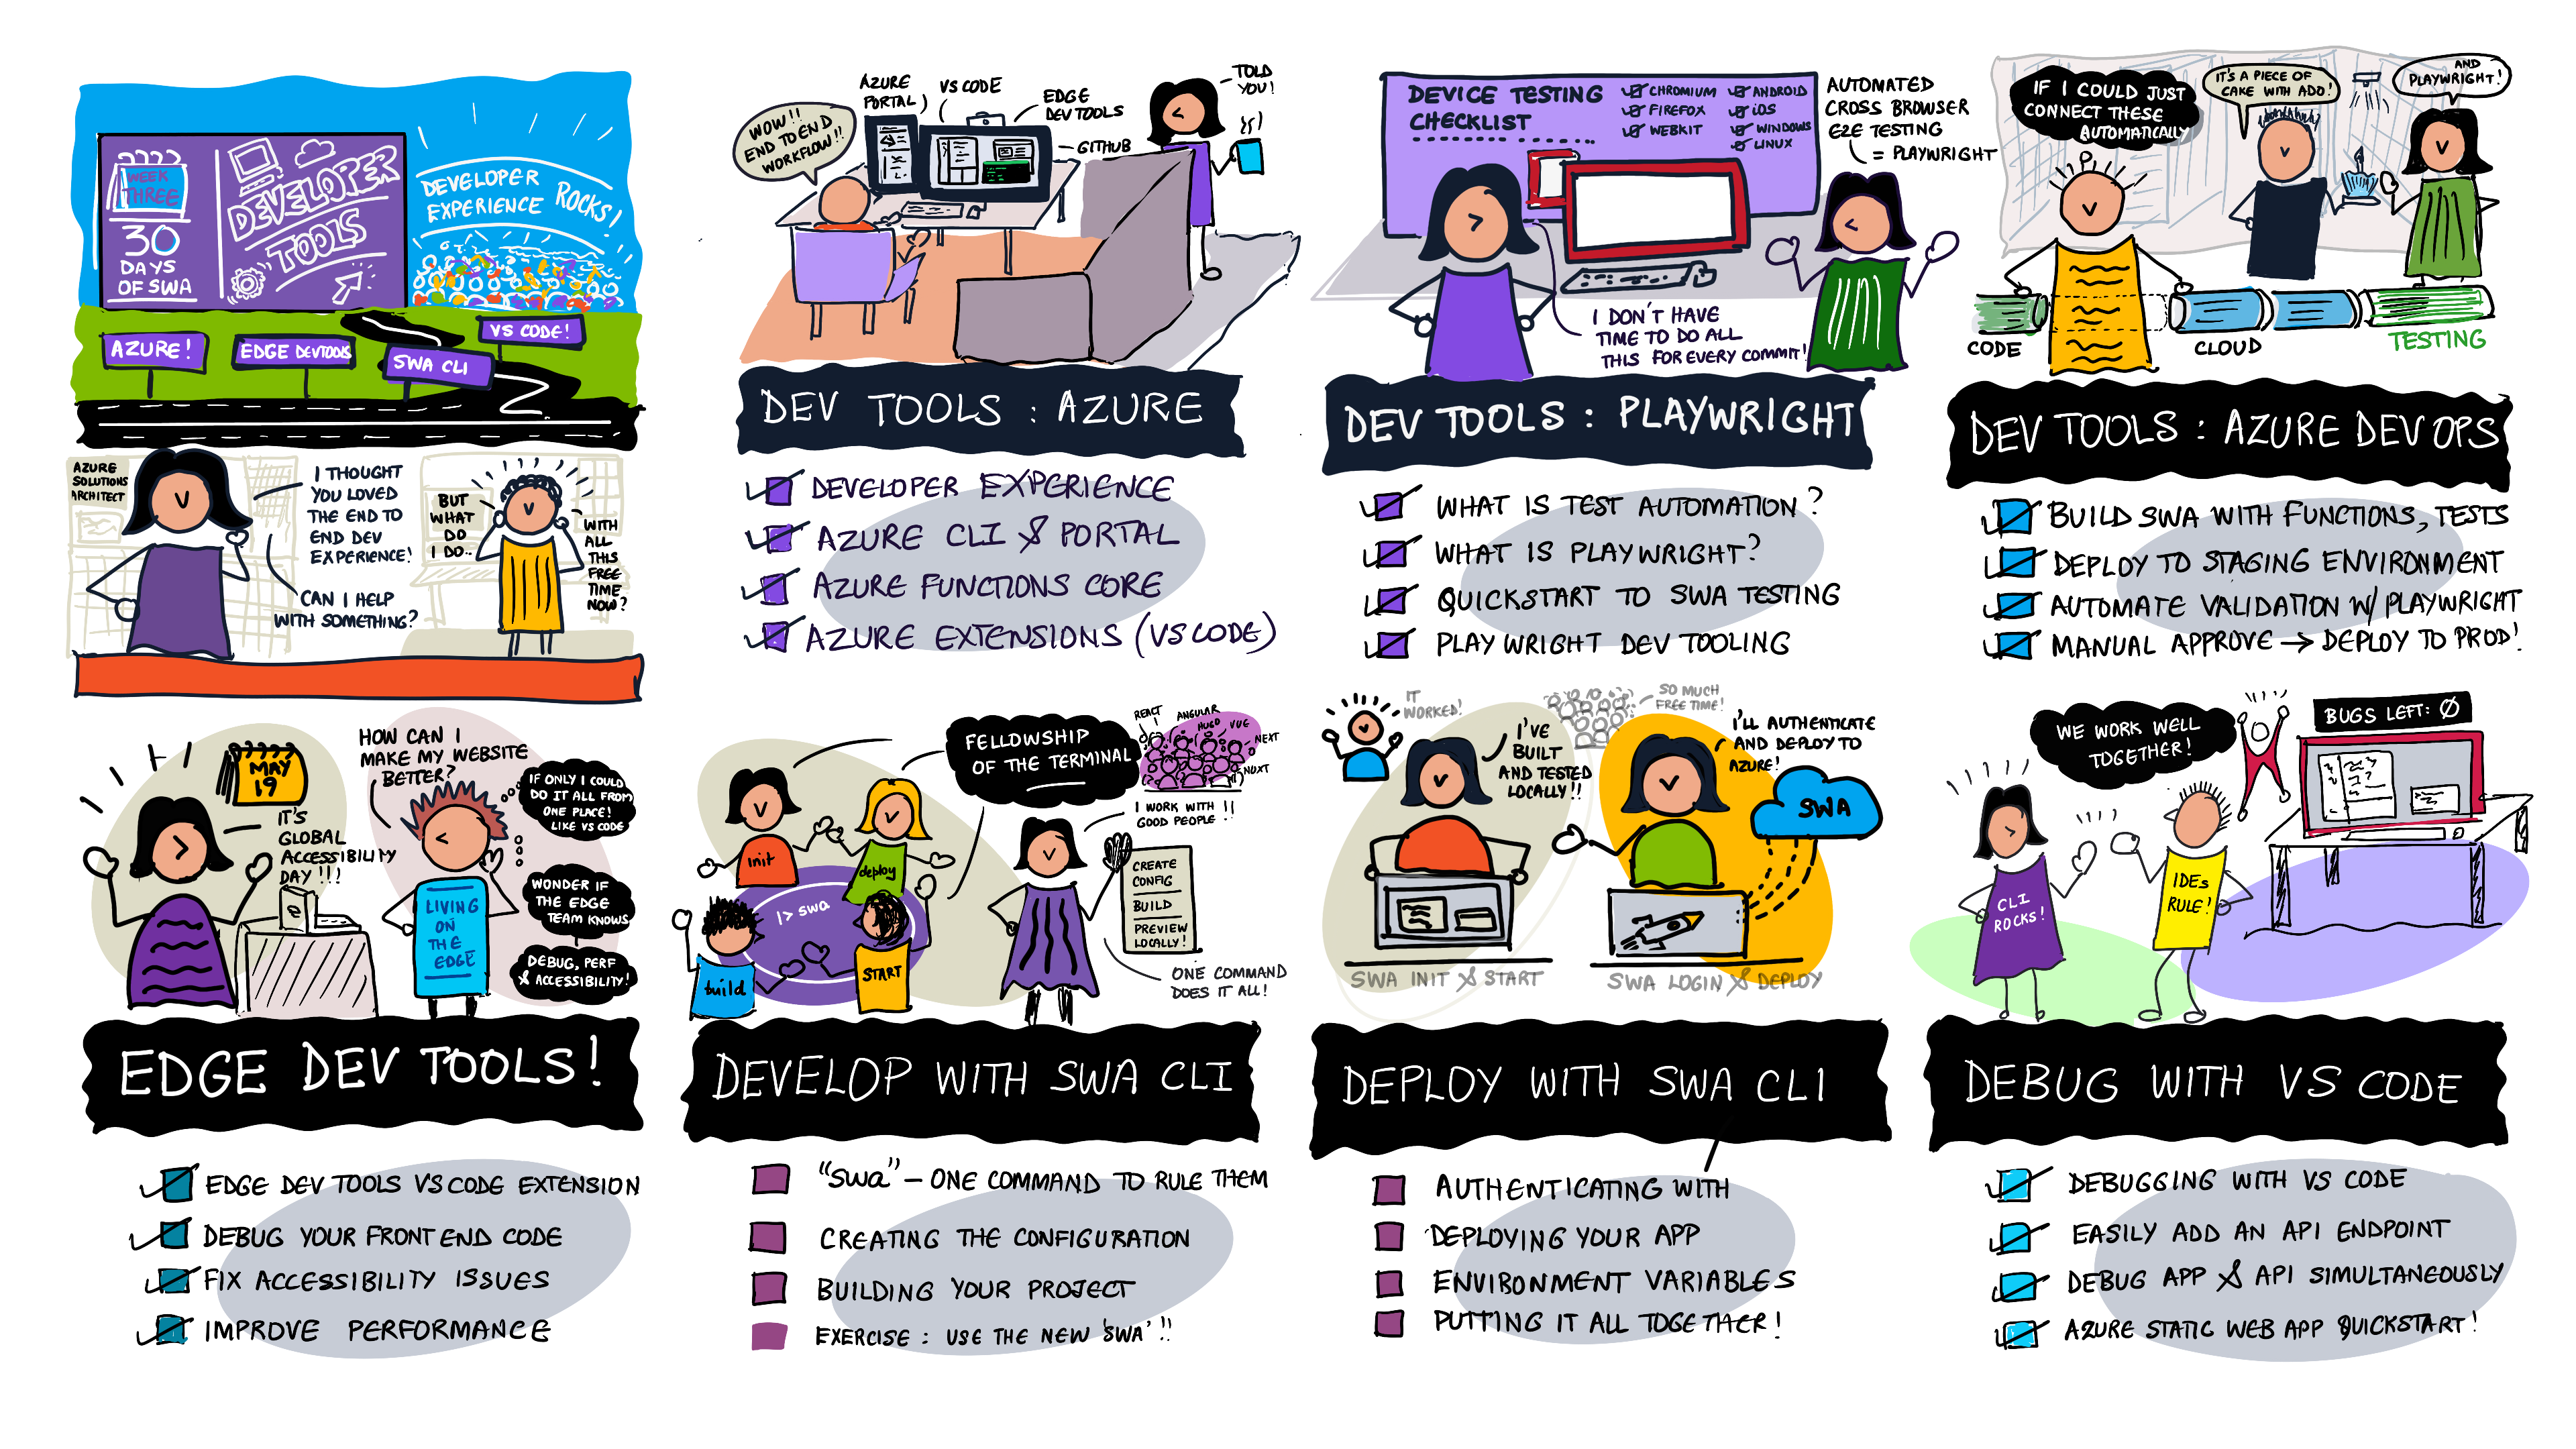 WEEK
THREE
30
DAYS
OF SWA
DEVELOPER
TOOLS
DEVELOPER
EXPERIENCE ROCKS!
AZURE!
EDGE DEVTOOLS
SWA CLI
VS CODE!
AZURE
SOLUTIONS
ARCHITECT
I THOUGHT
YOU LOVED
THE END TO
END DEV
EXPERIENCE!
CAN I HELP
WITH SOMETHING?
BUT
WHAT
DO
I DO..
WITH
ALL
THIS
FREE
TIME
NOW?
WOW!!
END TO END
WORKFLOW!!
AZURE
PORTAL
VS CODE
EDGE
DEV TOOLS
GITHUB
TOLD
YOU!
DEV TOOLS : AZURE
DEVELOPER EXPERIENCE
AZURE CLI & PORTAL
AZURE FUNCTIONS CORE
AZURE EXTENSIONS (VS CODE)
DEVICE TESTING
CHECKLIST
CHROMIUM
FIREFOX
WEBKIT
ANDROID
iOS
WINDOWS
LINUX
AUTOMATED
CROSS BROWSER
E2E TESTING
= PLAYWRIGHT
I DON'T HAVE
TIME TO DO ALL
THIS FOR EVERY COMMIT!
DEV TOOLS : PLAYWRIGHT
WHAT IS TEST AUTOMATION?
WHAT IS PLAYWRIGHT?
QUICKSTART TO SWA TESTING
PLAYWRIGHT DEV TOOLING
IF I COULD JUST
CONNECT THESE
AUTOMATICALLY
IT'S A PIECE OF
CAKE WITH ADO!
AND
PLAYWRIGHT!
CODE
CLOUD
TESTING
DEV TOOLS : AZURE DEVOPS
BUILD SWA WITH FUNCTIONS, TESTS
DEPLOY TO STAGING ENVIRONMENT
AUTOMATE VALIDATION W/ PLAYWRIGHT
MANUAL APPROVE → DEPLOY TO PROD!
MAY
19
IT'S
GLOBAL
ACCESSIBILITY
DAY!!!
e
HOW CAN I
MAKE MY WEBSITE
BETTER?
IF ONLY I COULD
DO IT ALL FROM
ONE PLACE!
LIKE VS CODE
WONDER IF
THE EDGE
TEAM KNOWS
DEBUG, PERF
& ACCESSIBILITY!
LIVING
ON
THE
EDGE
EDGE DEV TOOLS!
EDGE DEV TOOLS VS CODE EXTENSION
DEBUG YOUR FRONT END CODE
FIX ACCESSIBILITY ISSUES
IMPROVE PERFORMANCE
FELLOWSHIP
OF THE TERMINAL
REACT
ANGULAR
HUGO
VUE
NEXT
NUXT
I WORK WITH !!
GOOD PEOPLE
init
deploy
build
START
|> swa
CREATE
CONFIG
BUILD
PREVIEW
LOCALLY!
ONE COMMAND
DOES IT ALL!
DEVELOP WITH SWA CLI
"SWA" – ONE COMMAND TO RULE THEM
CREATING THE CONFIGURATION
BUILDING YOUR PROJECT
EXERCISE : USE THE NEW 'SWA' !!
IT
WORKED!
I'VE
BUILT
AND TESTED
LOCALLY!!
SO MUCH
FREE TIME!
I'LL AUTHENTICATE
AND DEPLOY TO
AZURE!
SWA
SWA INIT & START
SWA LOGIN & DEPLOY
DEPLOY WITH SWA CLI
AUTHENTICATING WITH
DEPLOYING YOUR APP
ENVIRONMENT VARIABLES
PUTTING IT ALL TOGETHER!
WE WORK WELL
TOGETHER!
BUGS LEFT: Ø
CLI
ROCKS!
IDEs
RULE!
DEBUG WITH VS CODE
DEBUGGING WITH VS CODE
EASILY ADD AN API ENDPOINT
DEBUG APP & API SIMULTANEOUSLY
AZURE STATIC WEB APP QUICKSTART!